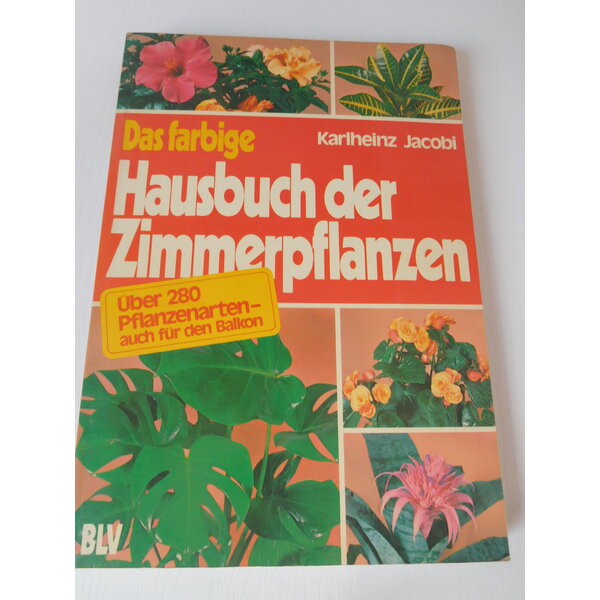 Das farbige
Karlheinz Jacobi
Hausbuch der
Zimmerpflanzen
Über 280
Pflanzenarten-
auch für den Balkon
BLV